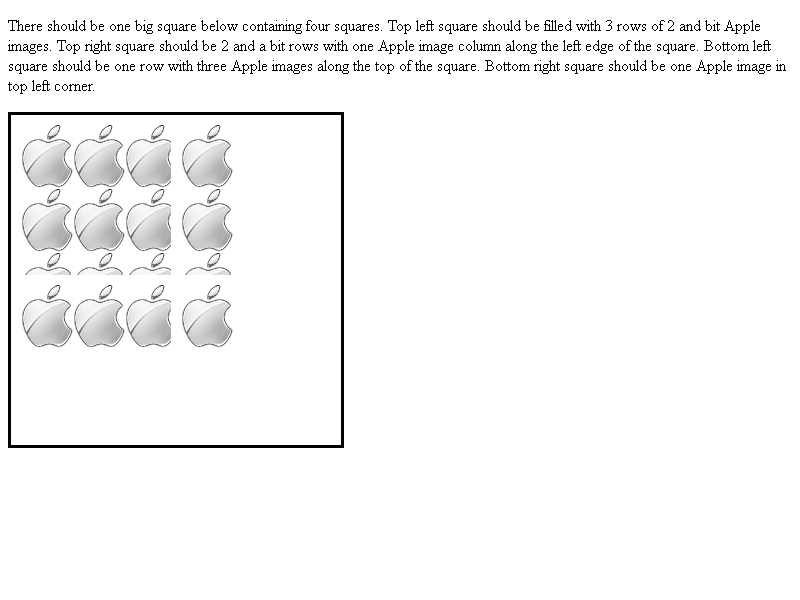 There should be one big square below containing four squares. Top left square should be filled with 3 rows of 2 and bit Apple
images. Top right square should be 2 and a bit rows with one Apple image column along the left edge of the square. Bottom left
square should be one row with three Apple images along the top of the square. Bottom right square should be one Apple image in
top left corner.